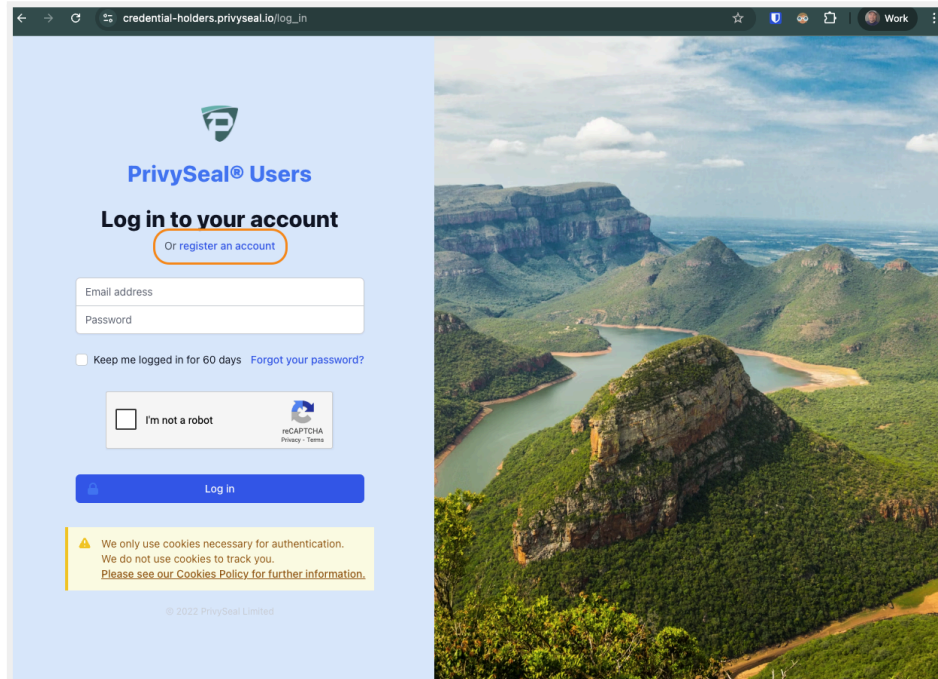 credential-holders.privyseal.io/log_in
Work
PrivySeal® Users
Log in to your account
Or register an account
Email address
Password
Keep me logged in for 60 days Forgot your password?
I'm not a robot
reCAPTCHA
Privacy - Terms
Log in
We only use cookies necessary for authentication.
We do not use cookies to track you.
Please see our Cookies Policy for further information.
© 2022 PrivySeal Limited